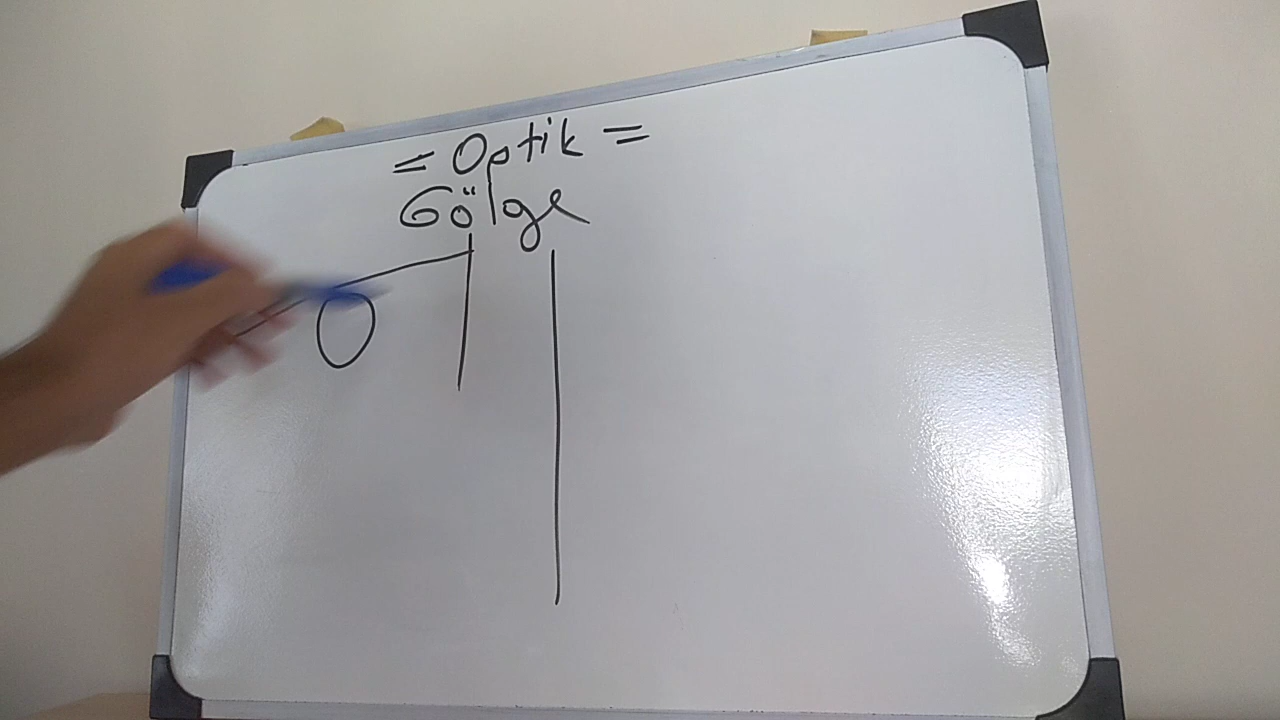 = Optik =
Gölge